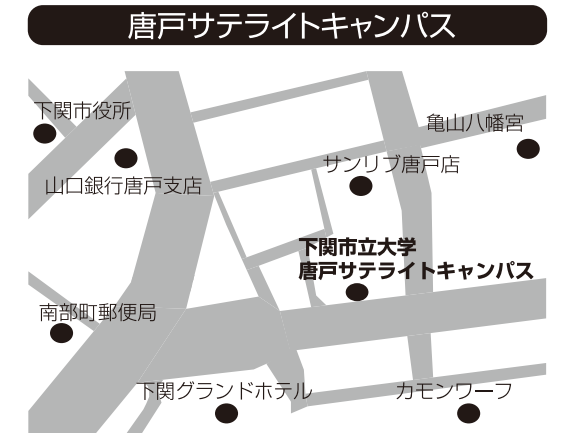 唐戸サテライトキャンパス
下関市役所
亀山八幡宮
サンリブ唐戸店
山口銀行唐戸支店
下関市立大学
唐戸サテライトキャンパス
南部町郵便局
下関グランドホテル
カモンワーフ